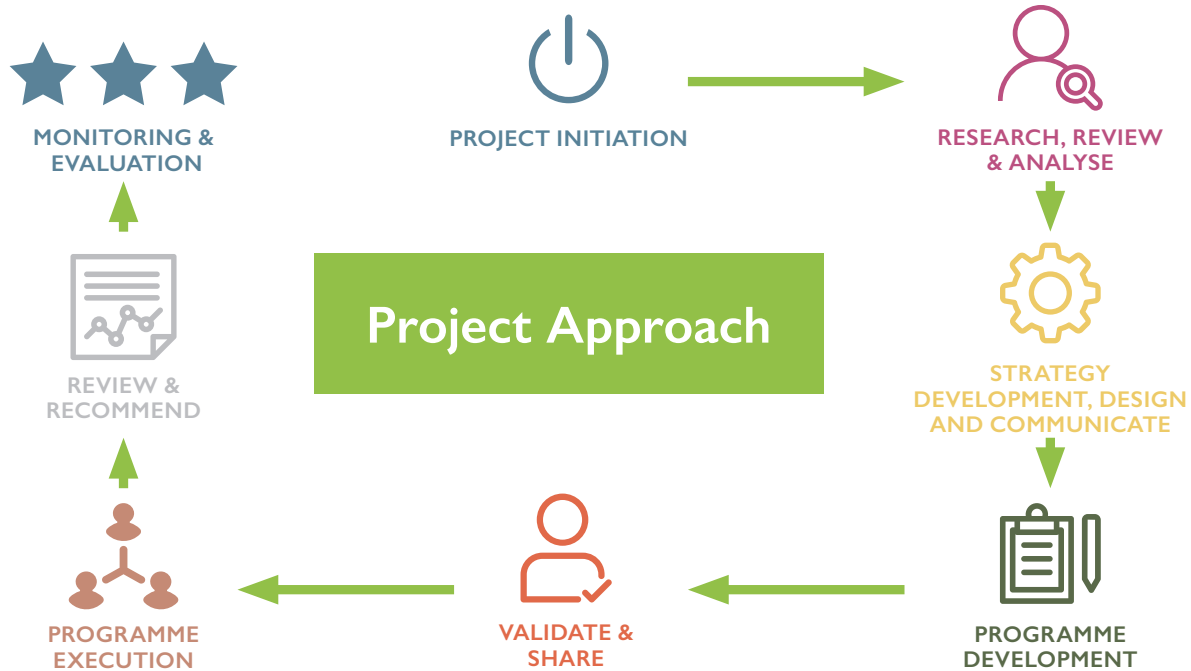 PROJECT INITIATION
RESEARCH, REVIEW
& ANALYSE
STRATEGY
DEVELOPMENT, DESIGN
AND COMMUNICATE
PROGRAMME
DEVELOPMENT
VALIDATE &
SHARE
PROGRAMME
EXECUTION
REVIEW &
RECOMMEND
MONITORING &
EVALUATION
Project Approach